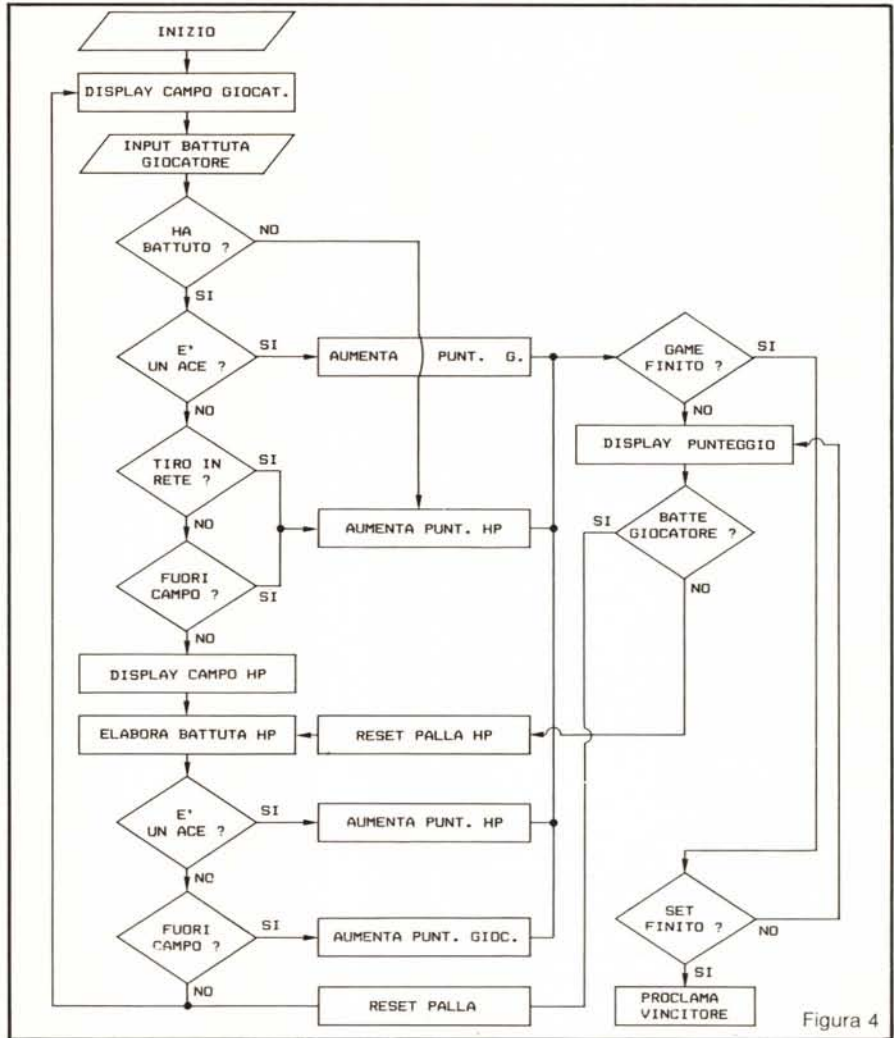 INIZIO
DISPLAY CAMPO GIOCAT.
INPUT BATTUTA
GIOCATORE
HA
BATTUTO ?
NO
SI
E'
UN ACE ?
SI
AUMENTA PUNT. G.
NO
TIRO IN
RETE ?
SI
NO
AUMENTA PUNT. HP
FUORI
CAMPO ?
SI
NO
DISPLAY CAMPO HP
ELABORA BATTUTA HP
RESET PALLA HP
E'
UN ACE ?
SI
AUMENTA PUNT. HP
NO
FUORI
CAMPO ?
SI
AUMENTA PUNT. GIOC.
NO
RESET PALLA
GAME
FINITO ?
SI
NO
DISPLAY PUNTEGGIO
BATTE
GIOCATORE ?
SI
NO
SET
FINITO ?
NO
SI
PROCLAMA
VINCITORE
Figura 4